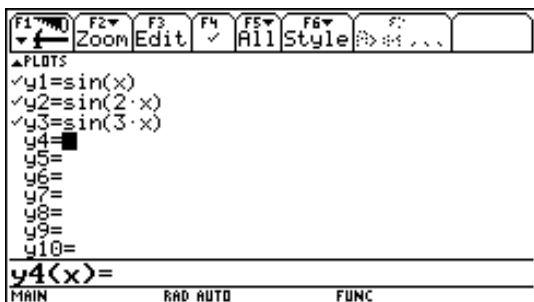 F1 F2 F3 F4 F5 F6 F7
Zoom Edit ✓ All Style
▲PLOTS
✓y1=sin(x)
✓y2=sin(2·x)
✓y3=sin(3·x)
y4=
y5=
y6=
y7=
y8=
y9=
y10=
y4(x)=
MAIN RAD AUTO FUNC